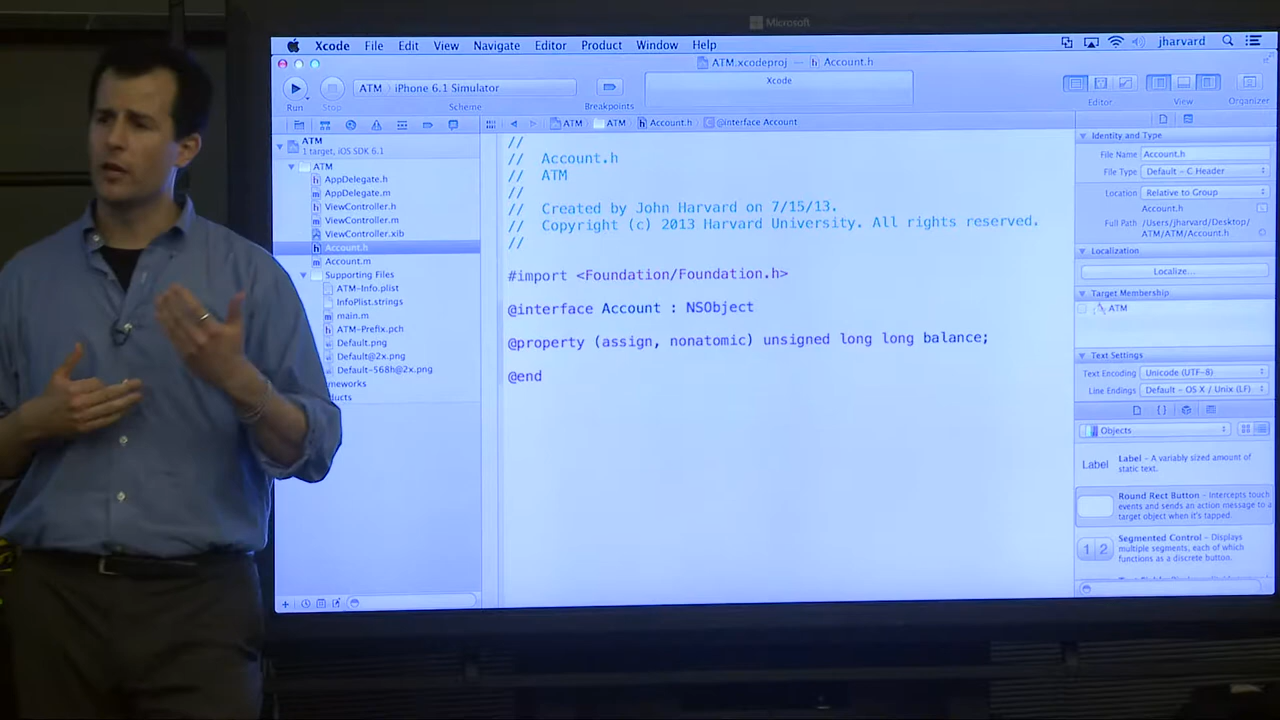 Microsoft
Xcode File Edit View Navigate Editor Product Window Help
jharvard
ATM.xcodeproj — Account.h
ATM iPhone 6.1 Simulator
Xcode
Run Stop Scheme Breakpoints Editor View Organizer
ATM
1 target, iOS SDK 6.1
ATM
AppDelegate.h
AppDelegate.m
ViewController.h
ViewController.m
ViewController.xib
Account.h
Account.m
Supporting Files
ATM-Info.plist
InfoPlist.strings
main.m
ATM-Prefix.pch
Default.png
Default@2x.png
Default-568h@2x.png
meworks
ducts
ATM ATM Account.h @interface Account
//
// Account.h
// ATM
//
// Created by John Harvard on 7/15/13.
// Copyright (c) 2013 Harvard University. All rights reserved.
//
#import <Foundation/Foundation.h>
@interface Account : NSObject
@property (assign, nonatomic) unsigned long long balance;
@end
Identity and Type
File Name Account.h
File Type Default - C Header
Location Relative to Group
Account.h
Full Path /Users/jharvard/Desktop/
ATM/ATM/Account.h
Localization
Localize...
Target Membership
ATM
Text Settings
Text Encoding Unicode (UTF-8)
Line Endings Default - OS X / Unix (LF)
Objects
Label
Label - A variably sized amount of
static text.
Round Rect Button - Intercepts touch
events and sends an action message to a
target object when it's tapped.
1 2
Segmented Control - Displays
multiple segments, each of which
functions as a discrete button.